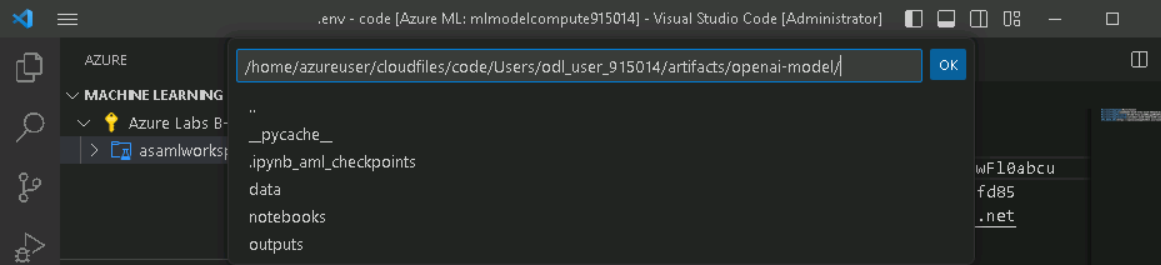 .env - code [Azure ML: mlmodelcompute915014] - Visual Studio Code [Administrator]
AZURE
/home/azureuser/cloudfiles/code/Users/odl_user_915014/artifacts/openai-model/
OK
MACHINE LEARNING
..
Azure Labs B-
__pycache__
asamlworksp
.ipynb_aml_checkpoints
wFl0abcu
data
fd85
notebooks
.net
outputs